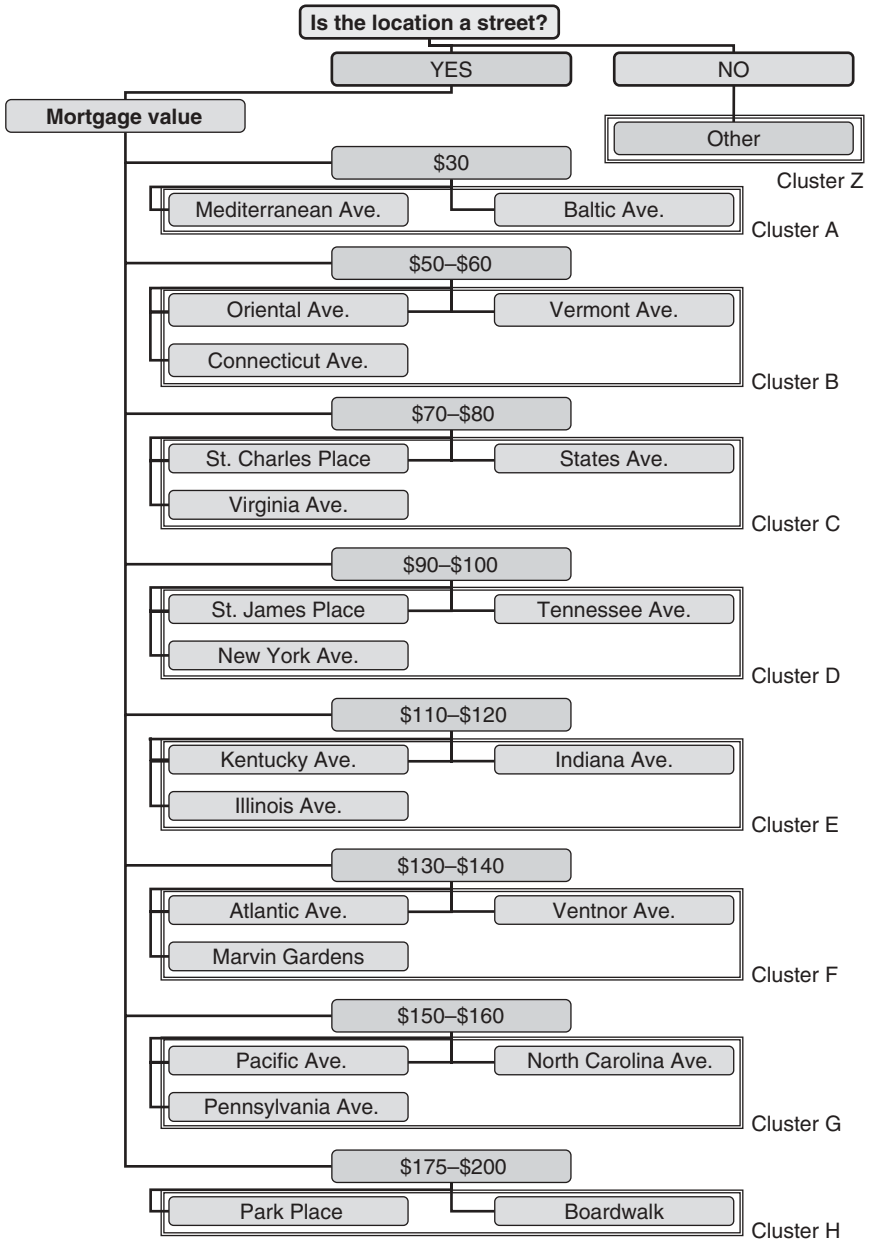 Is the location a street?
YES
NO
Mortgage value
Other
Cluster Z
$30
Mediterranean Ave.
Baltic Ave.
Cluster A
$50–$60
Oriental Ave.
Vermont Ave.
Connecticut Ave.
Cluster B
$70–$80
St. Charles Place
States Ave.
Virginia Ave.
Cluster C
$90–$100
St. James Place
Tennessee Ave.
New York Ave.
Cluster D
$110–$120
Kentucky Ave.
Indiana Ave.
Illinois Ave.
Cluster E
$130–$140
Atlantic Ave.
Ventnor Ave.
Marvin Gardens
Cluster F
$150–$160
Pacific Ave.
North Carolina Ave.
Pennsylvania Ave.
Cluster G
$175–$200
Park Place
Boardwalk
Cluster H